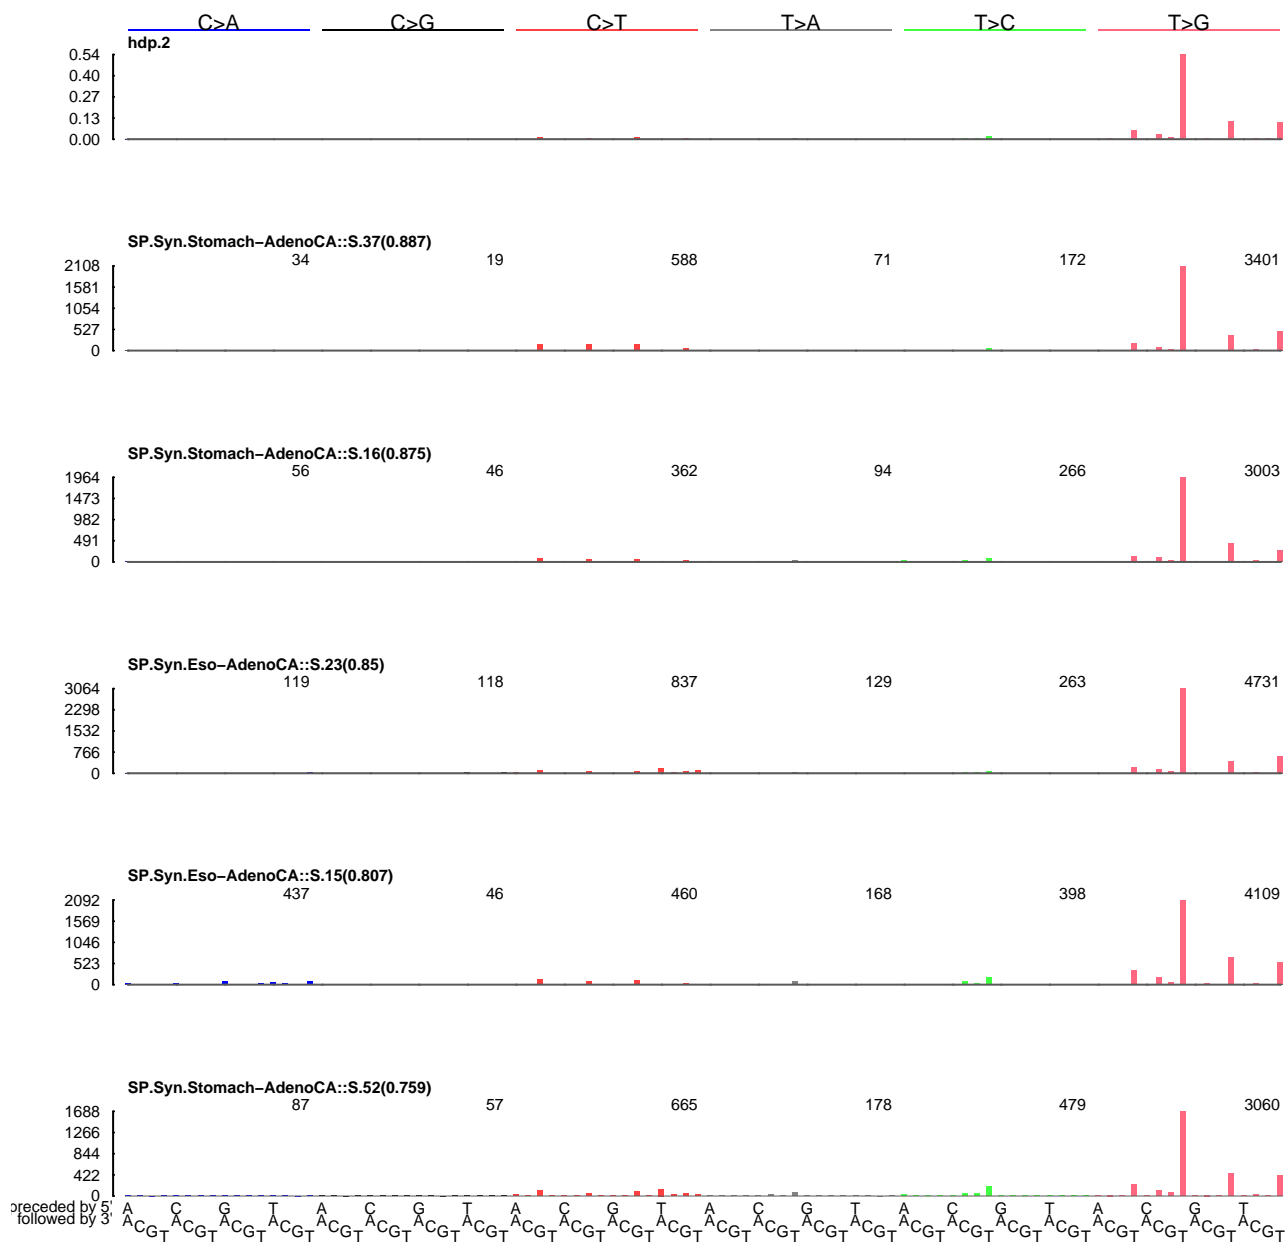 C>A C>G C>T T>A T>C T>G
hdp.2
0.54
0.40
0.27
0.13
0.00
SP.Syn.Stomach−AdenoCA::S.37(0.887)
34 19 588 71 172 3401
2108
1581
1054
527
0
SP.Syn.Stomach−AdenoCA::S.16(0.875)
56 46 362 94 266 3003
1964
1473
982
491
0
SP.Syn.Eso−AdenoCA::S.23(0.85)
119 118 837 129 263 4731
3064
2298
1532
766
0
SP.Syn.Eso−AdenoCA::S.15(0.807)
437 46 460 168 398 4109
2092
1569
1046
523
0
SP.Syn.Stomach−AdenoCA::S.52(0.759)
87 57 665 178 479 3060
1688
1266
844
422
0
preceded by 5' A C G T A C G T A C G T A C G T A C G T A C G T
followed by 3' A C G T A C G T A C G T A C G T A C G T A C G T A C G T A C G T A C G T A C G T A C G T A C G T A C G T A C G T A C G T A C G T A C G T A C G T A C G T A C G T A C G T A C G T A C G T A C G T